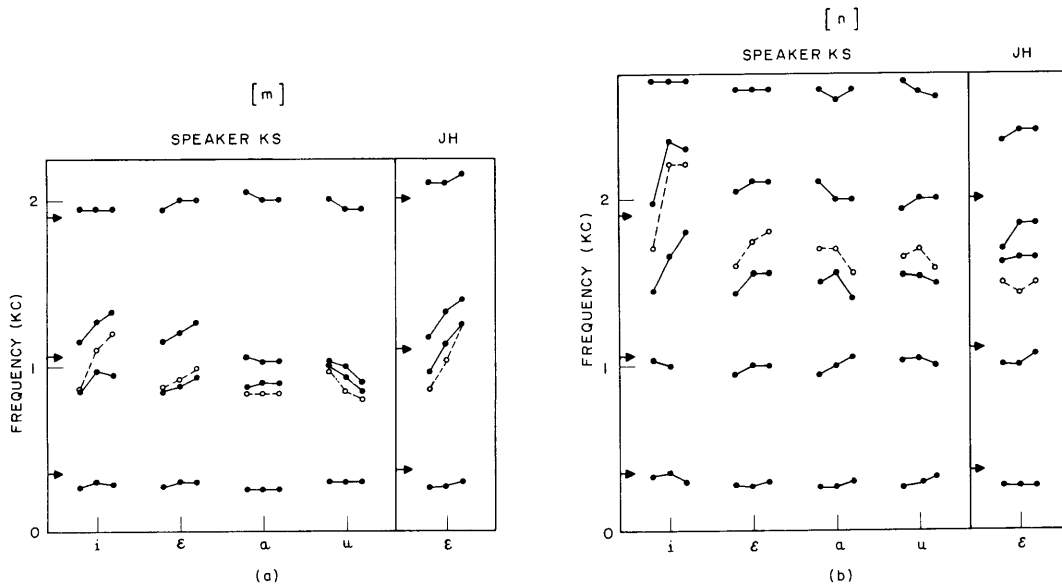 [m]
SPEAKER KS JH
FREQUENCY (KC)
2
1
0
i ɛ a u ɛ
(a)
[n]
SPEAKER KS JH
FREQUENCY (KC)
2
1
0
i ɛ a u ɛ
(b)